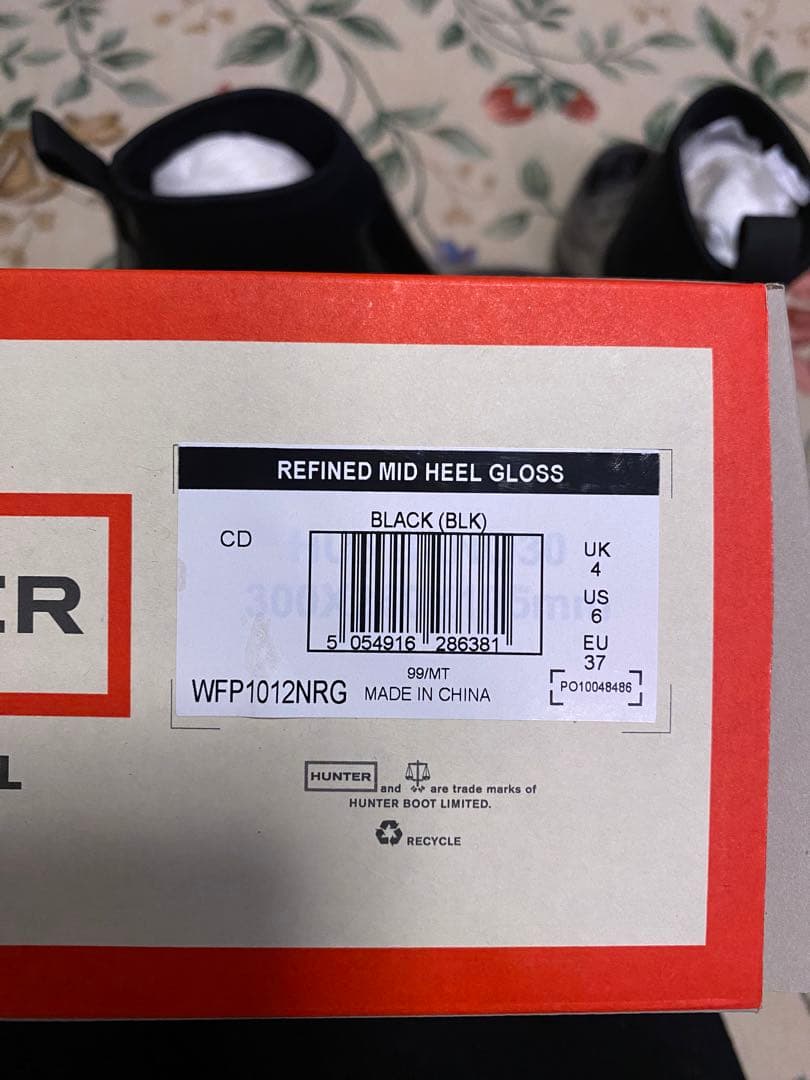 REFINED MID HEEL GLOSS
BLACK (BLK)
CD
5 054916 286381
UK
4
US
6
EU
37
99/MT
WFP1012NRG MADE IN CHINA
PO10048486
ER
L
HUNTER and are trade marks of
HUNTER BOOT LIMITED.
RECYCLE